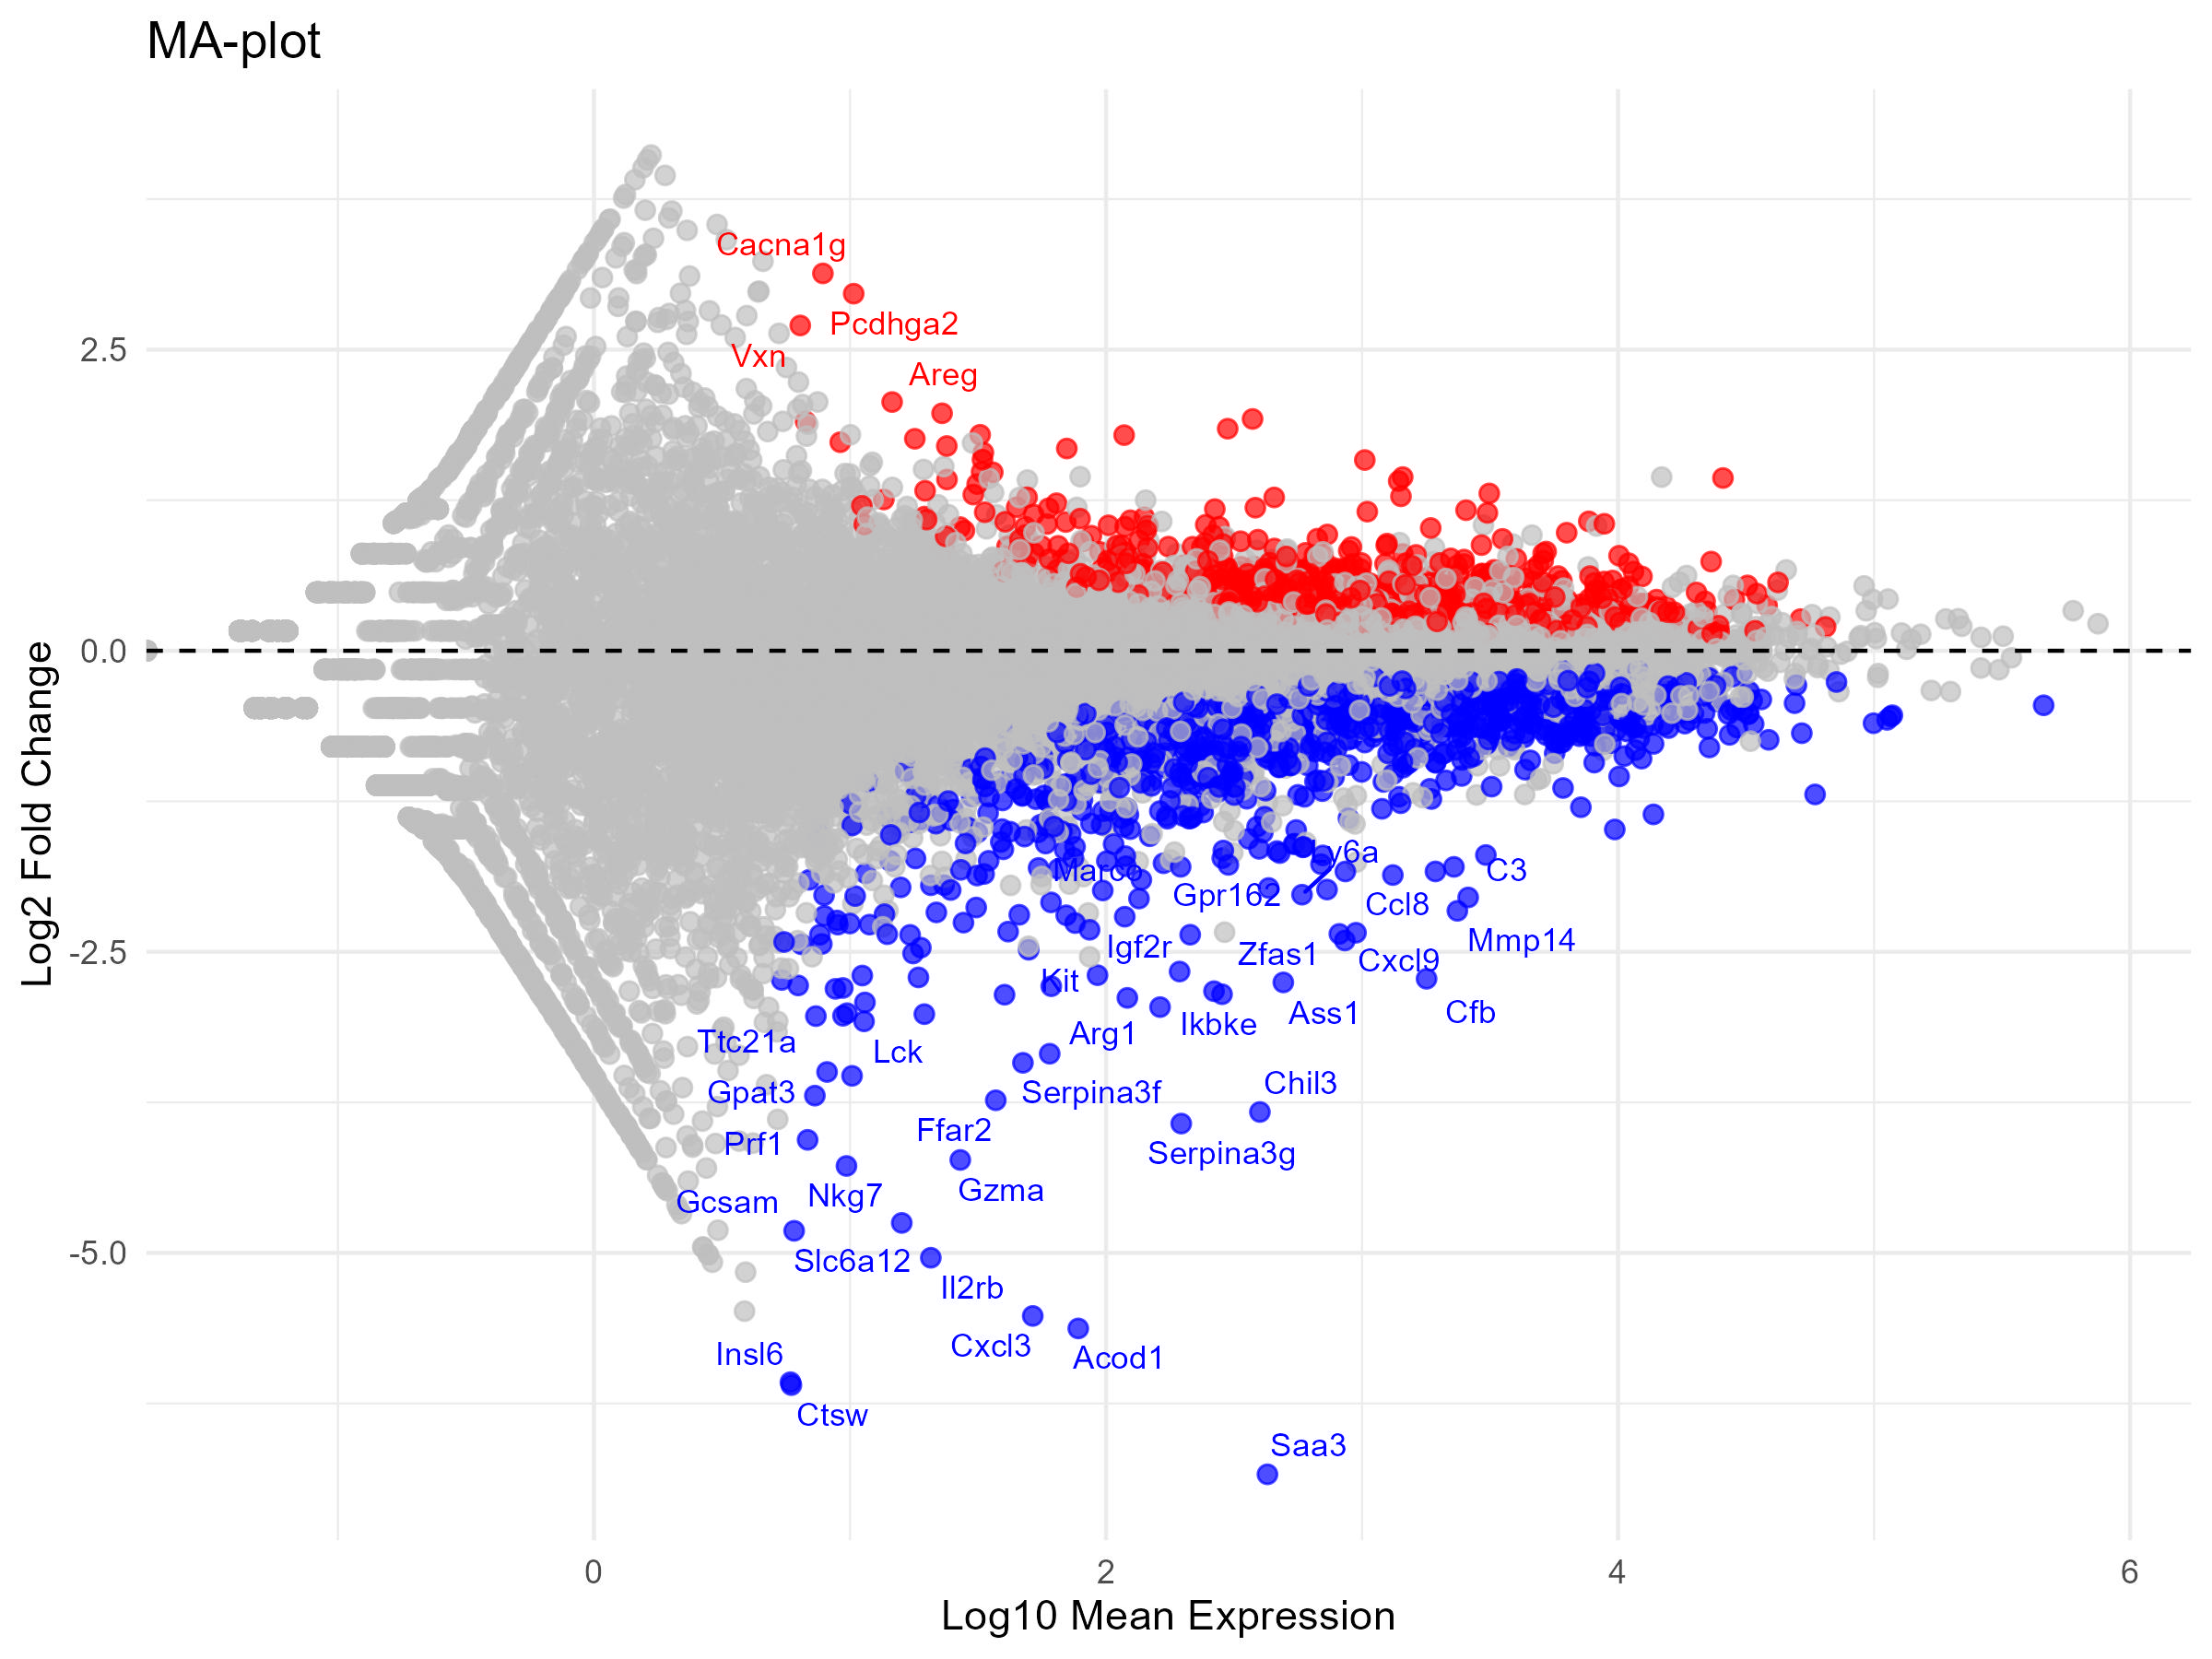 MA-plot
Cacna1g
Pcdhga2
Vxn
Areg
2.5
0.0
-2.5
-5.0
Log2 Fold Change
C3
Gpr162
Ccl8
Mmp14
Igf2r
Zfas1
Cxcl9
Kit
Cfb
Ass1
Ikbke
Arg1
Ttc21a
Lck
Chil3
Gpat3
Serpina3f
Ffar2
Prf1
Serpina3g
Gzma
Nkg7
Gcsam
Slc6a12
Il2rb
Cxcl3
Insl6
Acod1
Ctsw
Saa3
0 2 4 6
Log10 Mean Expression